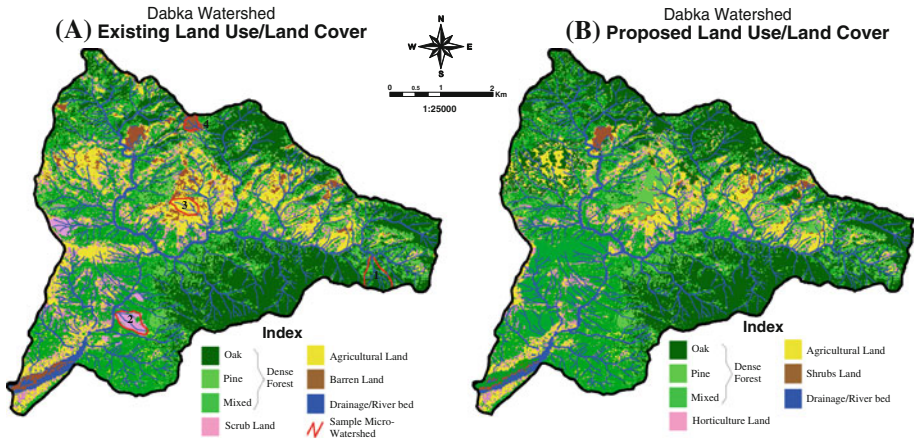 Dabka Watershed
(A) Existing Land Use/Land Cover
N
W E
S
0 0.5 1 2
Km
1:25000
Dabka Watershed
(B) Proposed Land Use/Land Cover
4
3
2
Index
Oak
Pine
Mixed
Dense
Forest
Scrub Land
Agricultural Land
Barren Land
Drainage/River bed
Sample Micro-
Watershed
Index
Oak
Pine
Mixed
Dense
Forest
Horticulture Land
Agricultural Land
Shrubs Land
Drainage/River bed